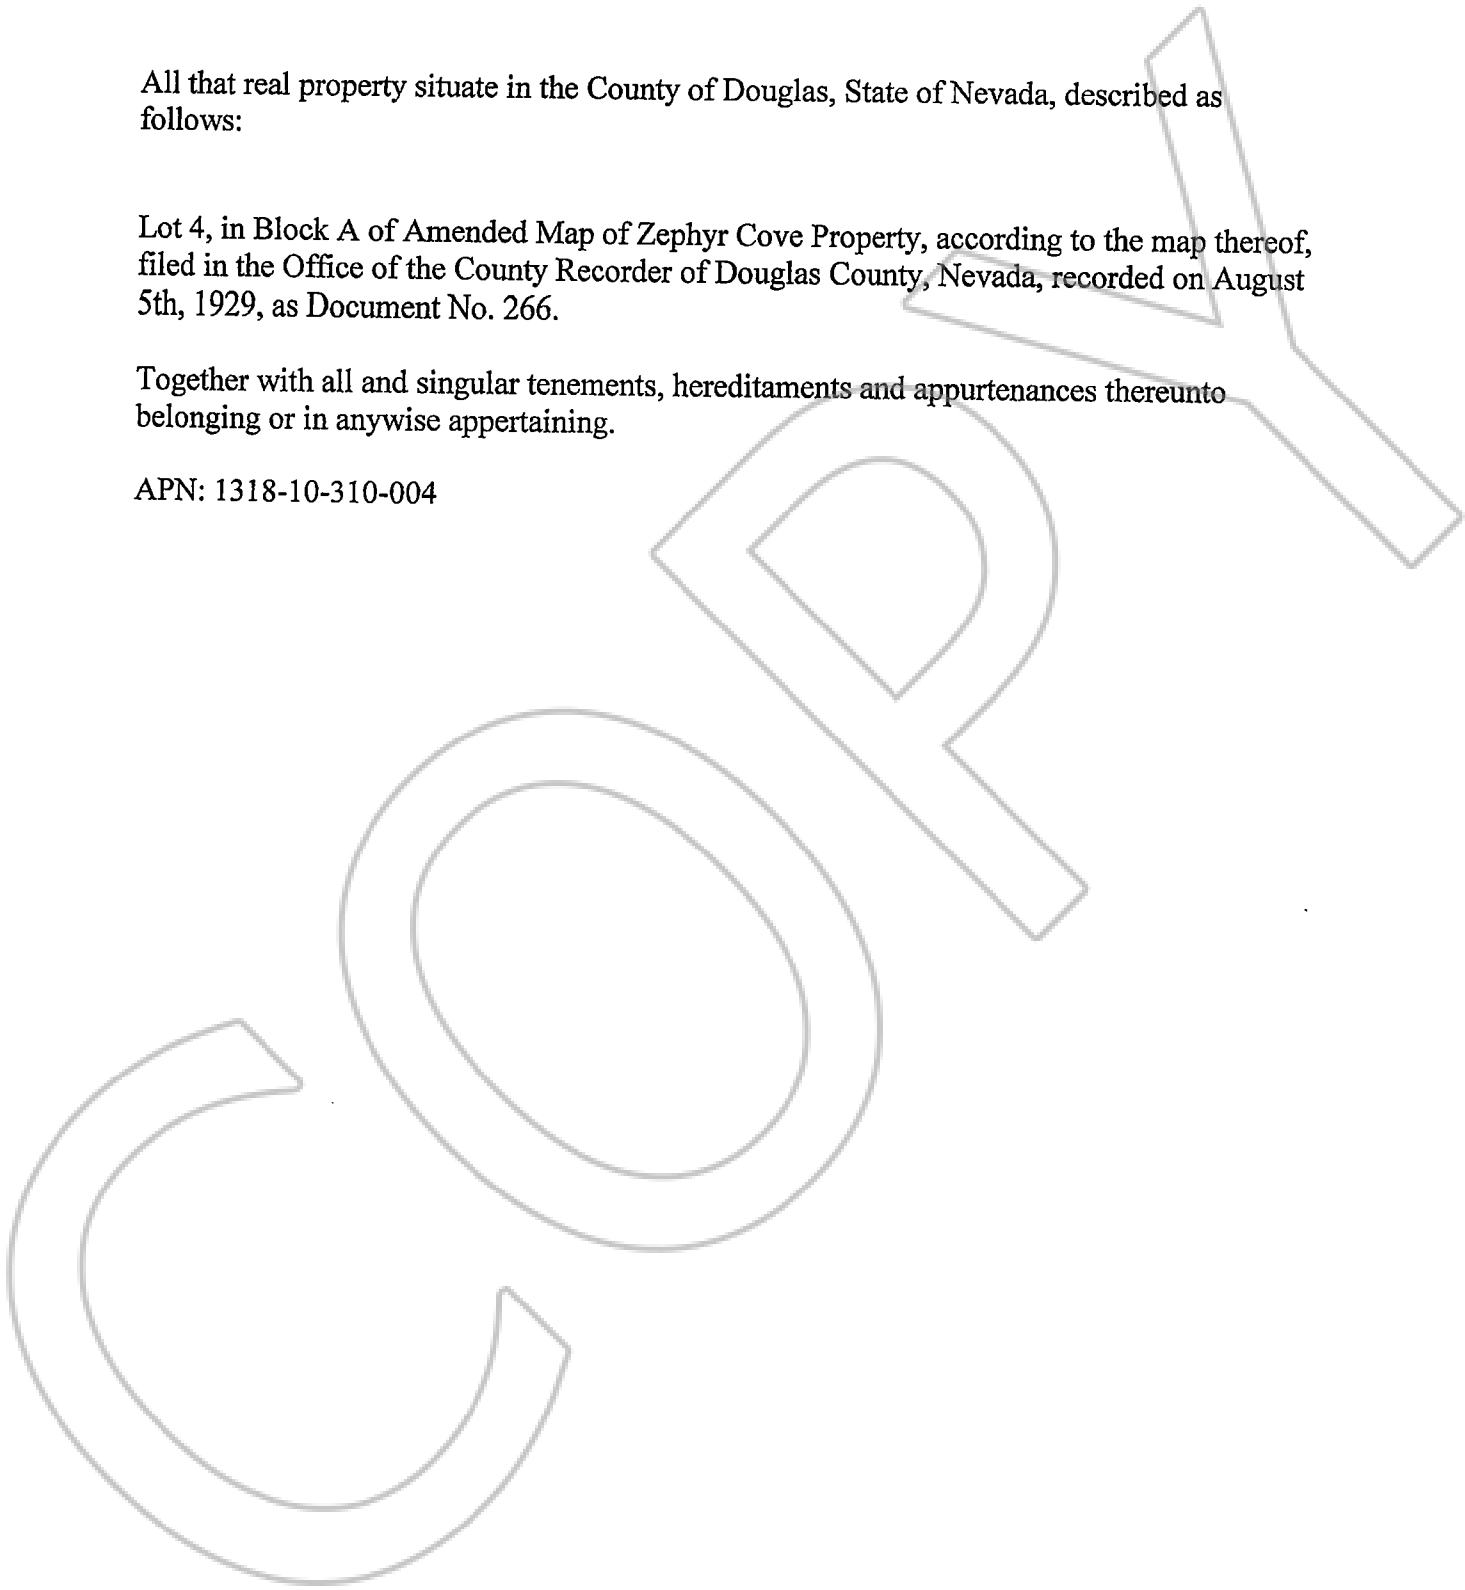 All that real property situate in the County of Douglas, State of Nevada, described as
follows:
Lot 4, in Block A of Amended Map of Zephyr Cove Property, according to the map thereof,
filed in the Office of the County Recorder of Douglas County, Nevada, recorded on August
5th, 1929, as Document No. 266.
Together with all and singular tenements, hereditaments and appurtenances thereunto
belonging or in anywise appertaining.
APN: 1318-10-310-004
COPY